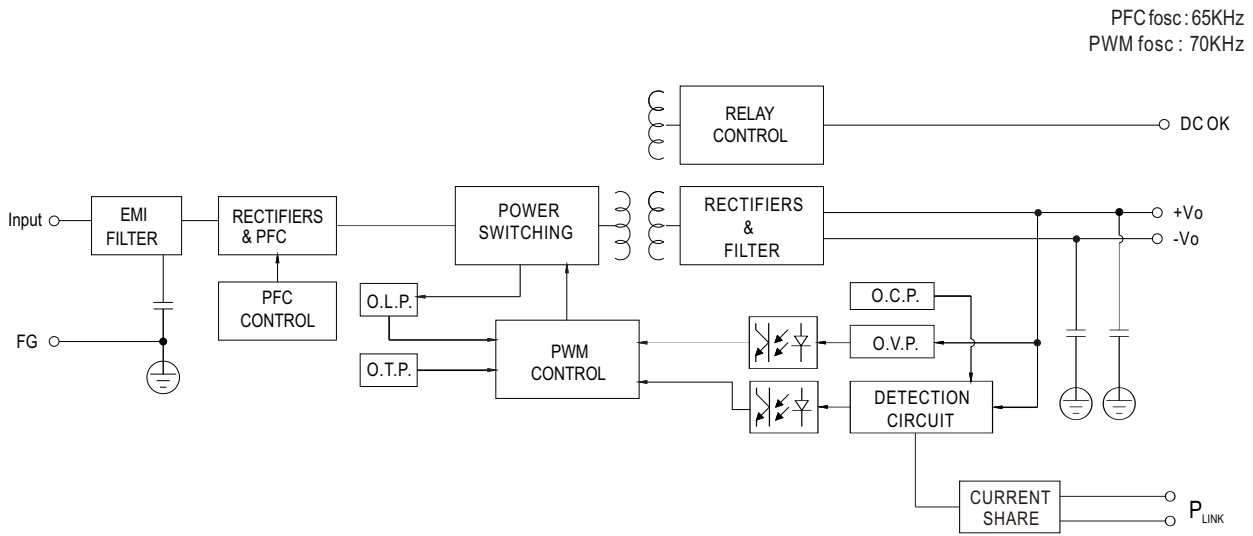 PFC fosc : 65KHz
PWM fosc : 70KHz
RELAY
CONTROL
DC OK
Input
EMI
FILTER
RECTIFIERS
& PFC
POWER
SWITCHING
RECTIFIERS
&
FILTER
+Vo
-Vo
PFC
CONTROL
O.L.P.
O.C.P.
FG
O.T.P.
PWM
CONTROL
O.V.P.
DETECTION
CIRCUIT
CURRENT
SHARE
PLINK